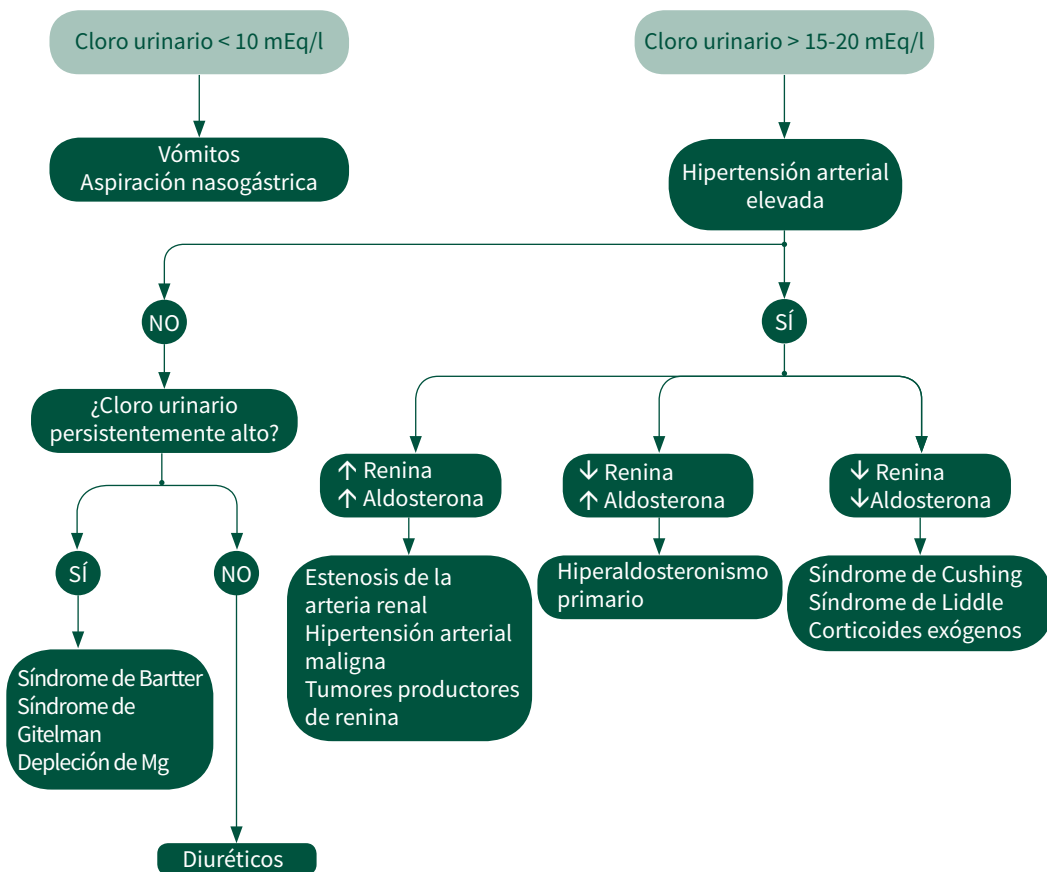 Cloro urinario < 10 mEq/l
Cloro urinario > 15-20 mEq/l
Vómitos
Aspiración nasogástrica
Hipertensión arterial
elevada
NO
SÍ
¿Cloro urinario
persistentemente alto?
↑ Renina
↑ Aldosterona
↓ Renina
↑ Aldosterona
↓ Renina
↓Aldosterona
SÍ
NO
Estenosis de la
arteria renal
Hipertensión arterial
maligna
Tumores productores
de renina
Hiperaldosteronismo
primario
Síndrome de Cushing
Síndrome de Liddle
Corticoides exógenos
Síndrome de Bartter
Síndrome de
Gitelman
Depleción de Mg
Diuréticos